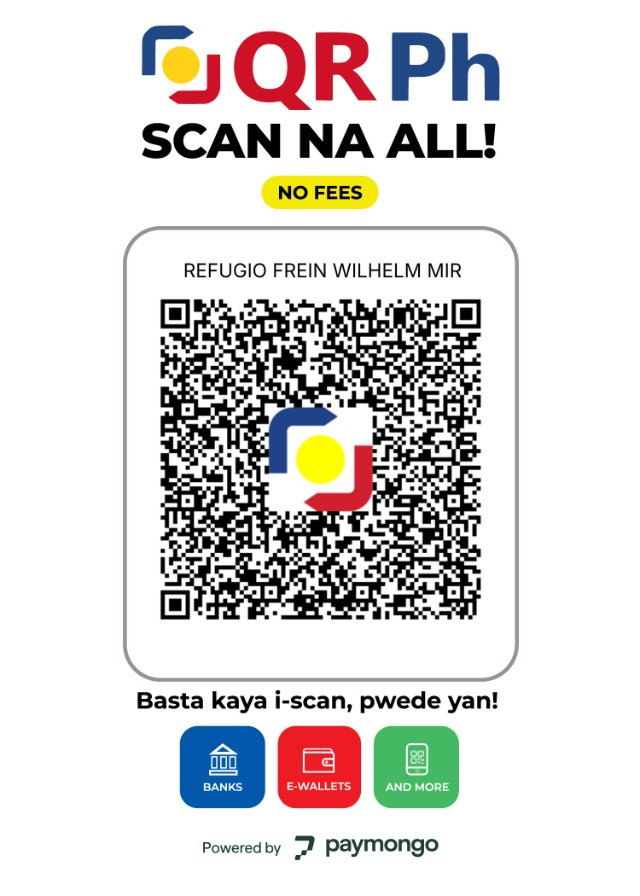 QR Ph
SCAN NA ALL!
NO FEES
REFUGIO FREIN WILHELM MIR
Basta kaya i-scan, pwede yan!
BANKS
E-WALLETS
AND MORE
Powered by paymongo